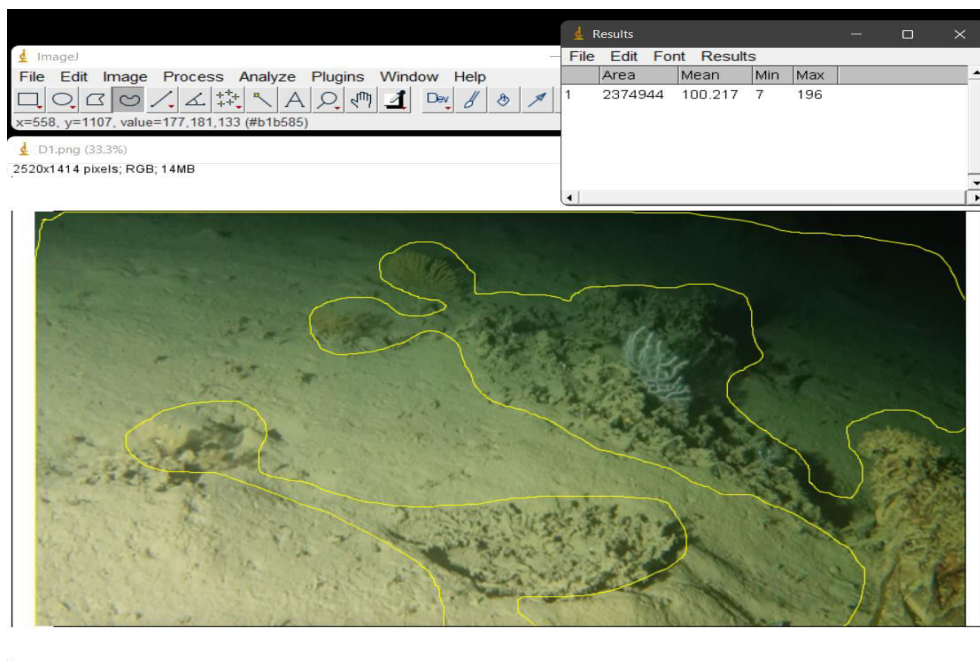 ImageJ
File Edit Image Process Analyze Plugins Window Help
A Dev
x=558, y=1107, value=177,181,133 (#b1b585)
D1.png (33.3%)
2520x1414 pixels; RGB; 14MB
Results
File Edit Font Results
Area Mean Min Max
1 2374944 100.217 7 196